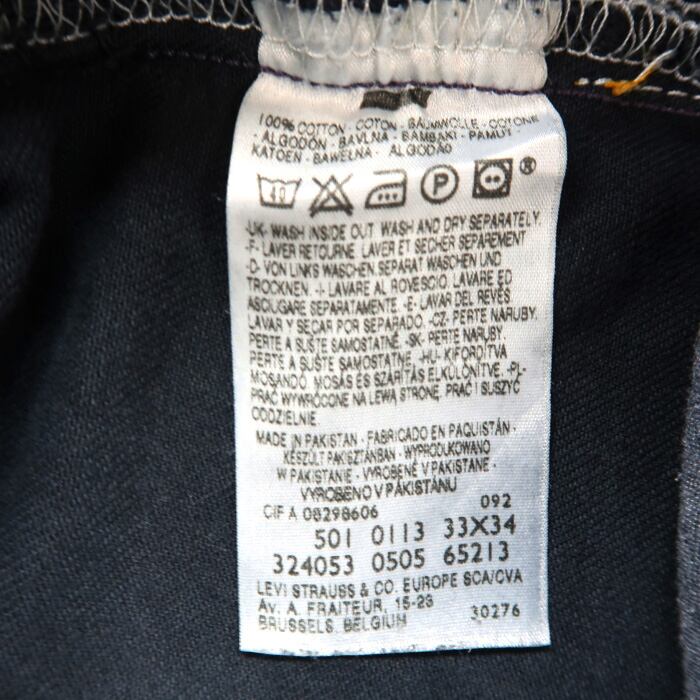 100% COTTON - COTON - BAUMWOLLE - COTONE
- ALGODÓN - BAVLNA - BAMBAKI - PAMUT -
KATOEN - BAWEŁNA - ALGODÃO
40 P ®
-UK- WASH INSIDE OUT. WASH AND DRY SEPARATELY.
-F- LAVER RETOURNE. LAVER ET SECHER SEPAREMENT
-D- VON LINKS WASCHEN.SEPARAT WASCHEN UND
TROCKNEN. -I- LAVARE AL ROVESCIO. LAVARE ED
ASCIUGARE SEPARATAMENTE. -E- LAVAR DEL REVÉS
LAVAR Y SECAR POR SEPARADO. -CZ- PERTE NARUBY.
PERTE A SUŠTE SAMOSTATNĚ. -SK- PERTE NARUBY.
PERTE A SUŠTE SAMOSTATNE. -HU- KIFORDÍTVA
MOSANDÓ. MOSÁS ÉS SZÁRÍTÁS ELKÜLÖNÍTVE. -PL-
PRAĆ WYWRÓCONE NA LEWĄ STRONĘ. PRAĆ I SUSZYĆ
ODDZIELNIE.
MADE IN PAKISTAN - FABRICADO EN PAQUISTÁN -
KÉSZÜLT PAKISZTÁNBAN - WYPRODUKOWANO
W PAKISTANIE - VYROBENÉ V PAKISTANE -
VYROBENO V PÁKISTÁNU
CIF A 08298606 092
501 0113 33X34
324053 0505 65213
LEVI STRAUSS & CO. EUROPE SCA/CVA
Av. A. FRAITEUR, 15-23 30276
BRUSSELS. BELGIUM